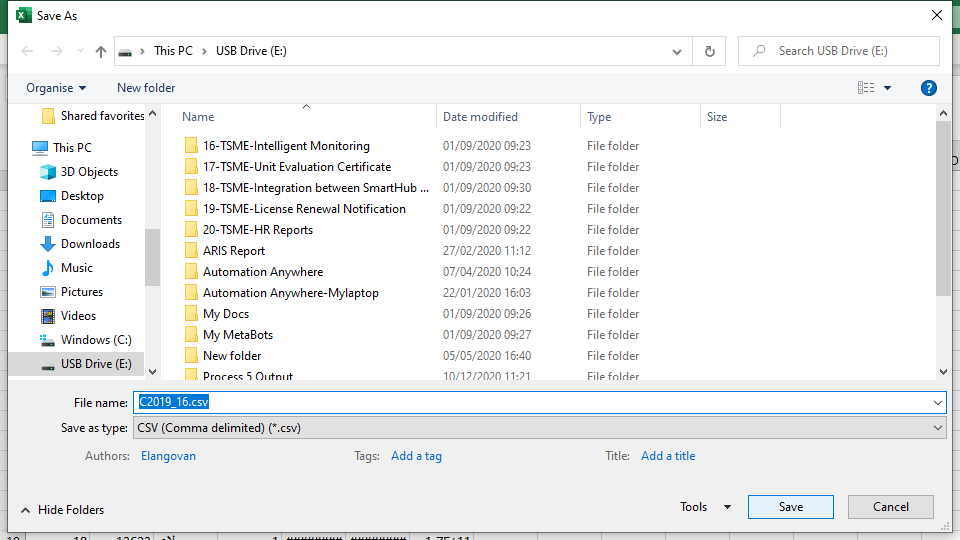 Save As
This PC > USB Drive (E:)
Search USB Drive (E:)
Organise New folder
Name Date modified Type Size
Shared favorites
This PC
3D Objects
Desktop
Documents
Downloads
Music
Pictures
Videos
Windows (C:)
USB Drive (E:)
16-TSME-Intelligent Monitoring 01/09/2020 09:23 File folder
17-TSME-Unit Evaluation Certificate 01/09/2020 09:23 File folder
18-TSME-Integration between SmartHub ... 01/09/2020 09:30 File folder
19-TSME-License Renewal Notification 01/09/2020 09:22 File folder
20-TSME-HR Reports 01/09/2020 09:22 File folder
ARIS Report 27/02/2020 11:12 File folder
Automation Anywhere 07/04/2020 10:24 File folder
Automation Anywhere-Mylaptop 22/01/2020 16:03 File folder
My Docs 01/09/2020 09:26 File folder
My MetaBots 01/09/2020 09:27 File folder
New folder 05/05/2020 16:40 File folder
Process 5 Output 10/12/2020 11:21 File folder
File name: C2019_16.csv
Save as type: CSV (Comma delimited) (*.csv)
Authors: Elangovan Tags: Add a tag Title: Add a title
Hide Folders Tools Save Cancel